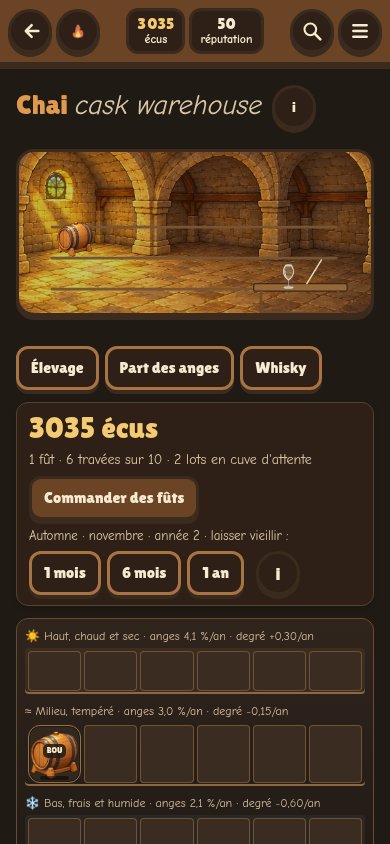 3035
écus
50
réputation
Chai cask warehouse i
Élevage
Part des anges
Whisky
3035 écus
1 fût · 6 travées sur 10 · 2 lots en cuve d'attente
Commander des fûts
Automne · novembre · année 2 · laisser vieillir :
1 mois
6 mois
1 an
i
Haut, chaud et sec · anges 4,1 %/an · degré +0,30/an
≈ Milieu, tempéré · anges 3,0 %/an · degré -0,15/an
BOU
Bas, frais et humide · anges 2,1 %/an · degré -0,60/an